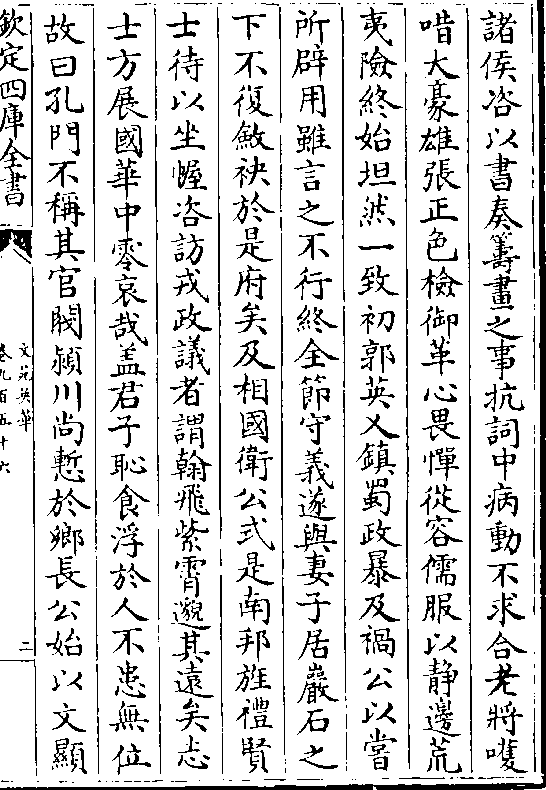 諸侯咨以書奏籌畫之事抗詞中病動不求合老將嚄
唶大豪雄張正色檢御革心畏憚從容儒服以静邊荒
夷險終始坦然一致初郭英乂鎮蜀政暴及禍公以嘗
所辟用雖言之不行終全節守義遂與妻子居巖石之
下不復斂袂於是府矣及相國衛公式是南邦旌禮賢
士待以坐幄咨訪戎政議者謂翰飛紫霄邈其遠矣志
士方展國華中零哀哉盖君子恥食浮於人不患無位
故曰孔門不稱其官閥潁川尚慙於鄉長公始以文顯
欽定四庫全書
文苑英華
卷九百五十六
二